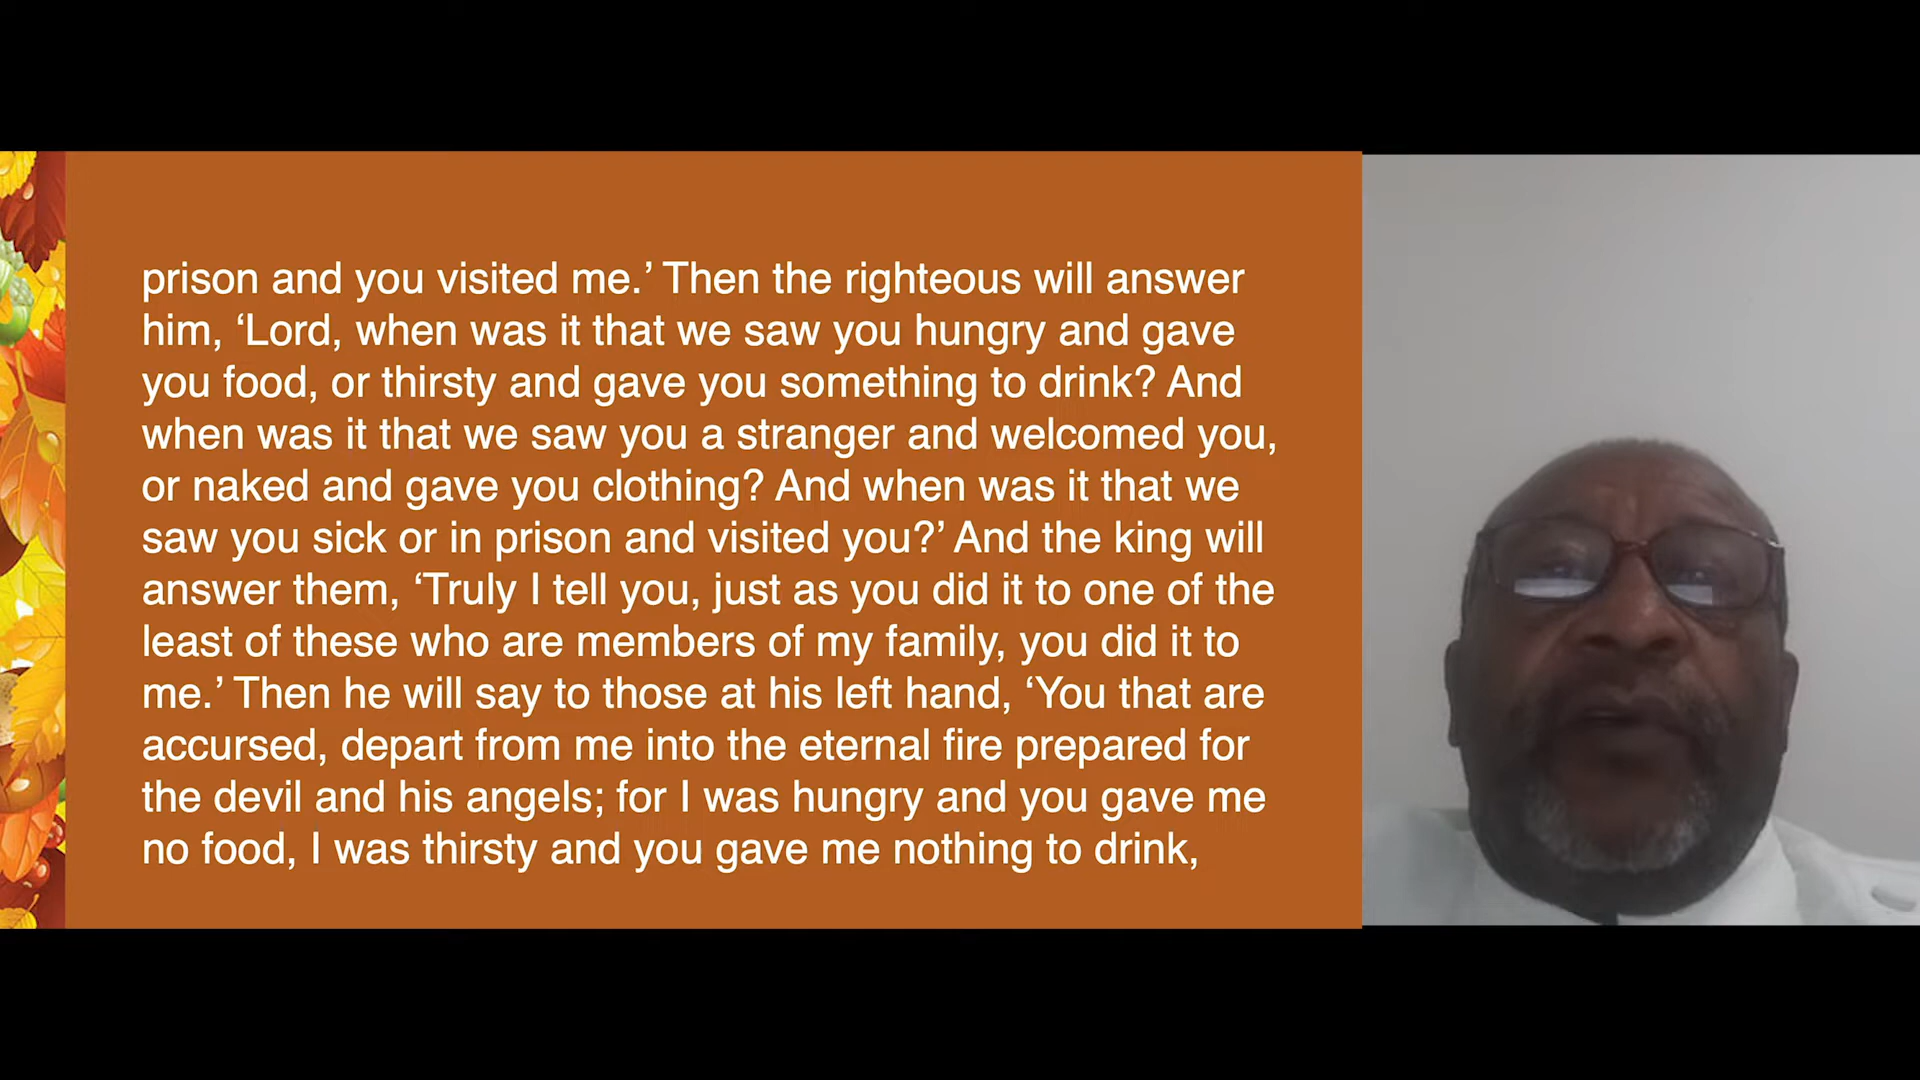 prison and you visited me.’ Then the righteous will answer
him, ‘Lord, when was it that we saw you hungry and gave
you food, or thirsty and gave you something to drink? And
when was it that we saw you a stranger and welcomed you,
or naked and gave you clothing? And when was it that we
saw you sick or in prison and visited you?’ And the king will
answer them, ‘Truly I tell you, just as you did it to one of the
least of these who are members of my family, you did it to
me.’ Then he will say to those at his left hand, ‘You that are
accursed, depart from me into the eternal fire prepared for
the devil and his angels; for I was hungry and you gave me
no food, I was thirsty and you gave me nothing to drink,